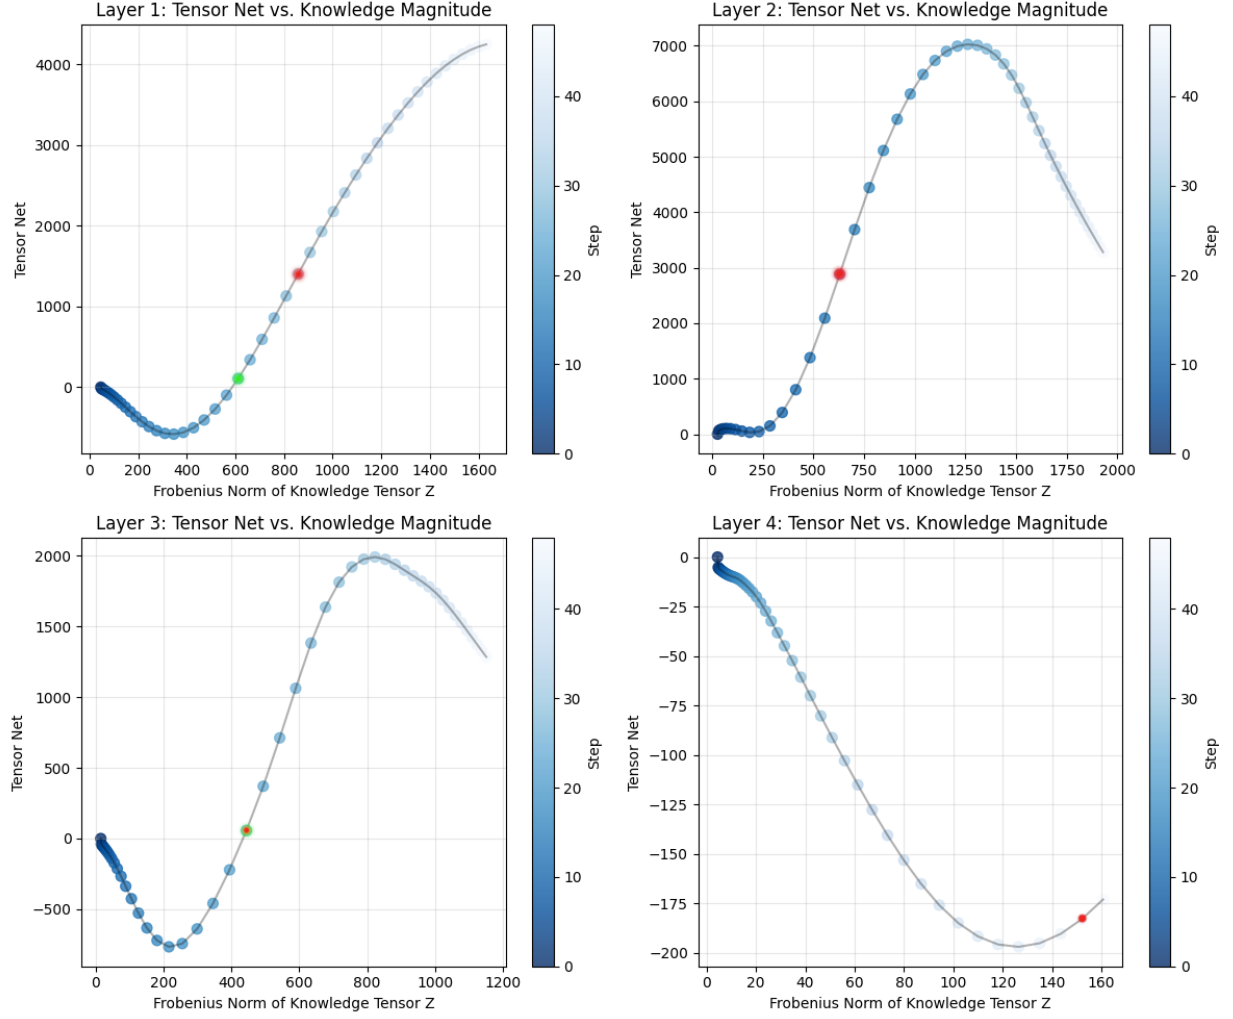 Layer 1: Tensor Net vs. Knowledge Magnitude
Tensor Net
4000
3000
2000
1000
0
0 200 400 600 800 1000 1200 1400 1600
Frobenius Norm of Knowledge Tensor Z
40
30
20
10
0
Step
Layer 2: Tensor Net vs. Knowledge Magnitude
Tensor Net
7000
6000
5000
4000
3000
2000
1000
0
0 250 500 750 1000 1250 1500 1750 2000
Frobenius Norm of Knowledge Tensor Z
40
30
20
10
0
Step
Layer 3: Tensor Net vs. Knowledge Magnitude
Tensor Net
2000
1500
1000
500
0
−500
0 200 400 600 800 1000 1200
Frobenius Norm of Knowledge Tensor Z
40
30
20
10
0
Step
Layer 4: Tensor Net vs. Knowledge Magnitude
Tensor Net
0
−25
−50
−75
−100
−125
−150
−175
−200
0 20 40 60 80 100 120 140 160
Frobenius Norm of Knowledge Tensor Z
40
30
20
10
0
Step